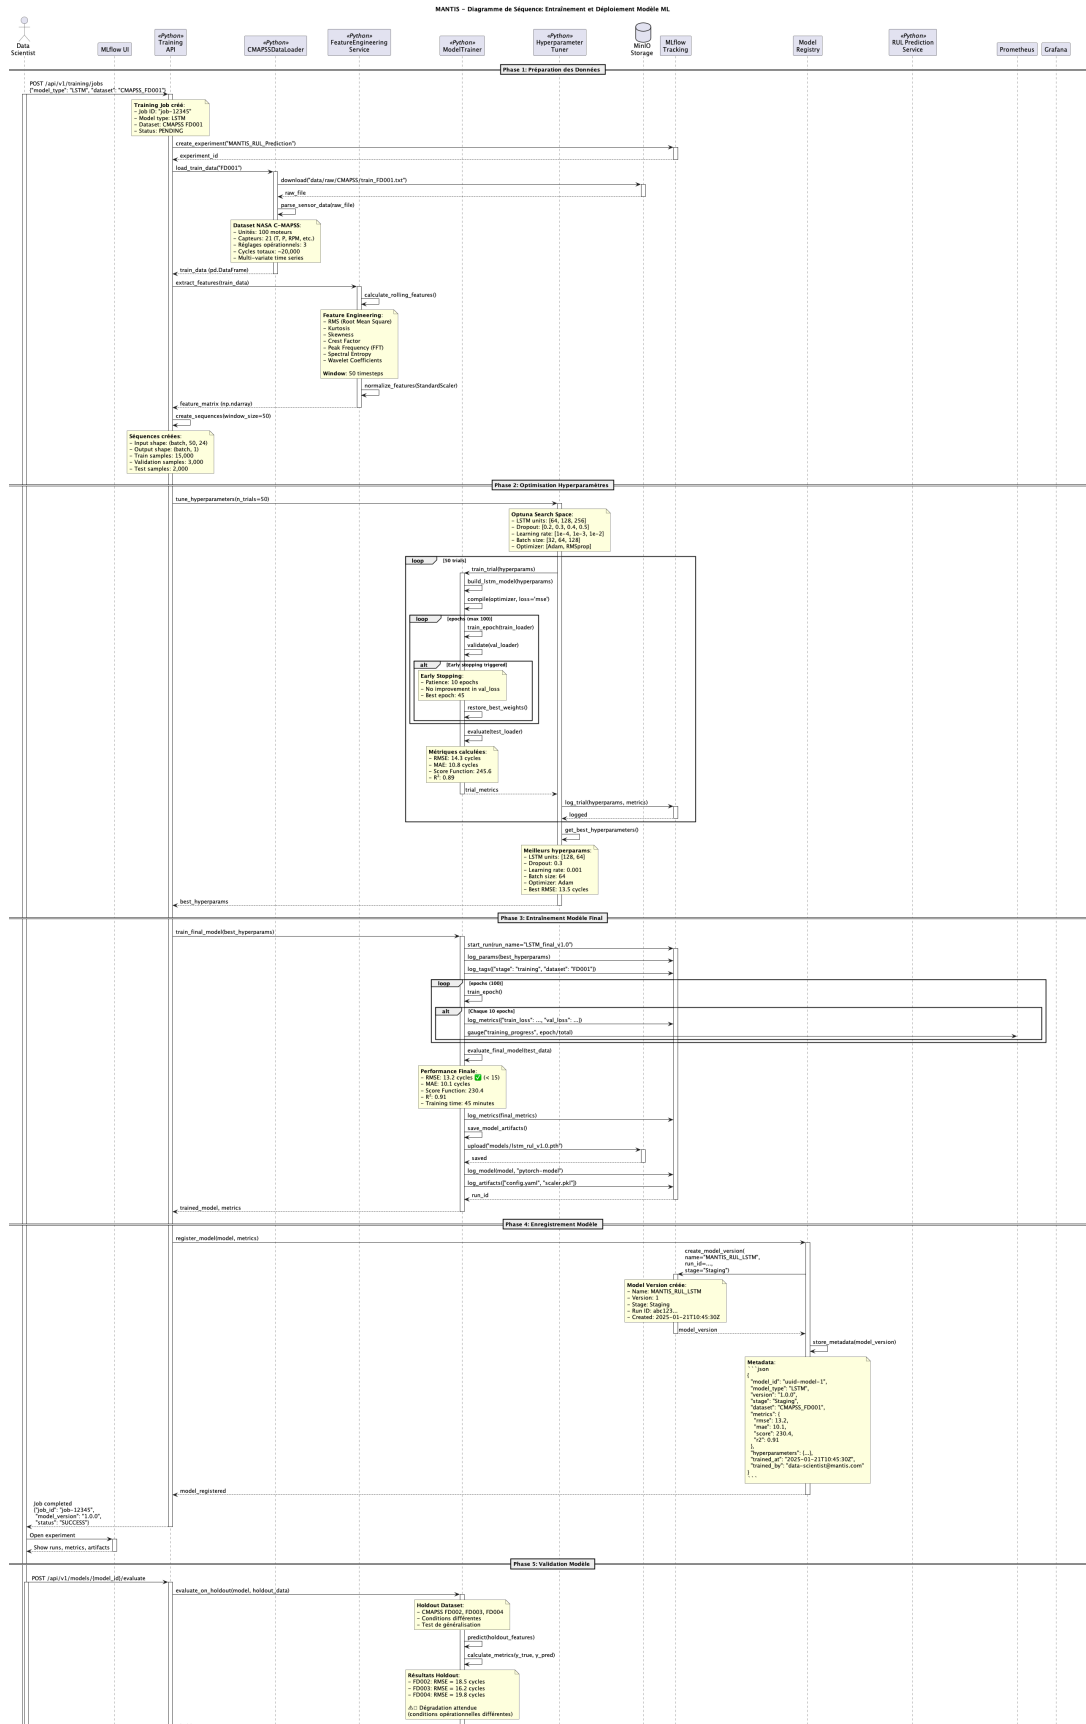 MANTIS - Diagramme de Séquence: Entraînement et Déploiement Modèle ML
Data
Scientist
MLflow UI
«Python»
Training
API
«Python»
CMAPSSDataLoader
«Python»
FeatureEngineering
Service
«Python»
ModelTrainer
«Python»
Hyperparameter
Tuner
MinIO
Storage
MLflow
Tracking
Model
Registry
«Python»
RUL Prediction
Service
Prometheus
Grafana
Phase 1: Préparation des Données
POST /api/v1/training/jobs
{"model_type": "LSTM", "dataset": "CMAPSS_FD001"}
Training Job créé:
- Job ID: "job-12345"
- Model type: LSTM
- Dataset: CMAPSS FD001
- Status: PENDING
create_experiment("MANTIS_RUL_Prediction")
experiment_id
load_train_data("FD001")
download("data/raw/CMAPSS/train_FD001.txt")
raw_file
parse_sensor_data(raw_file)
Dataset NASA C-MAPSS:
- Unités: 100 moteurs
- Capteurs: 21 (T, P, RPM, etc.)
- Réglages opérationnels: 3
- Cycles totaux: ~20,000
- Multi-variate time series
train_data (pd.DataFrame)
extract_features(train_data)
calculate_rolling_features()
Feature Engineering:
- RMS (Root Mean Square)
- Kurtosis
- Skewness
- Crest Factor
- Peak Frequency (FFT)
- Spectral Entropy
- Wavelet Coefficients
Window: 50 timesteps
normalize_features(StandardScaler)
feature_matrix (np.ndarray)
create_sequences(window_size=50)
Séquences créées:
- Input shape: (batch, 50, 24)
- Output shape: (batch, 1)
- Train samples: 15,000
- Validation samples: 3,000
- Test samples: 2,000
Phase 2: Optimisation Hyperparamètres
tune_hyperparameters(n_trials=50)
Optuna Search Space:
- LSTM units: [64, 128, 256]
- Dropout: [0.2, 0.3, 0.4, 0.5]
- Learning rate: [1e-4, 1e-3, 1e-2]
- Batch size: [32, 64, 128]
- Optimizer: [Adam, RMSprop]
loop [50 trials]
train_trial(hyperparams)
build_lstm_model(hyperparams)
compile(optimizer, loss='mse')
loop [epochs (max 100)]
train_epoch(train_loader)
validate(val_loader)
alt [Early stopping triggered]
Early Stopping:
- Patience: 10 epochs
- No improvement in val_loss
- Best epoch: 45
restore_best_weights()
evaluate(test_loader)
Métriques calculées:
- RMSE: 14.3 cycles
- MAE: 10.8 cycles
- Score Function: 245.6
- R²: 0.89
trial_metrics
log_trial(hyperparams, metrics)
logged
get_best_hyperparameters()
Meilleurs hyperparams:
- LSTM units: [128, 64]
- Dropout: 0.3
- Learning rate: 0.001
- Batch size: 64
- Optimizer: Adam
- Best RMSE: 13.5 cycles
best_hyperparams
Phase 3: Entraînement Modèle Final
train_final_model(best_hyperparams)
start_run(run_name="LSTM_final_v1.0")
log_params(best_hyperparams)
log_tags({"stage": "training", "dataset": "FD001"})
loop [epochs (100)]
train_epoch()
alt [Chaque 10 epochs]
log_metrics({"train_loss": ..., "val_loss": ...})
gauge("training_progress", epoch/total)
evaluate_final_model(test_data)
Performance Finale:
- RMSE: 13.2 cycles ✅ (< 15)
- MAE: 10.1 cycles
- Score Function: 230.4
- R²: 0.91
- Training time: 45 minutes
log_metrics(final_metrics)
save_model_artifacts()
upload("models/lstm_rul_v1.0.pth")
saved
log_model(model, "pytorch-model")
log_artifacts(["config.yaml", "scaler.pkl"])
run_id
trained_model, metrics
Phase 4: Enregistrement Modèle
register_model(model, metrics)
create_model_version(
name="MANTIS_RUL_LSTM",
run_id=...,
stage="Staging")
Model Version créée:
- Name: MANTIS_RUL_LSTM
- Version: 1
- Stage: Staging
- Run ID: abc123...
- Created: 2025-01-21T10:45:30Z
model_version
store_metadata(model_version)
Metadata:
```json
{
"model_id": "uuid-model-1",
"model_type": "LSTM",
"version": "1.0.0",
"stage": "Staging",
"dataset": "CMAPSS_FD001",
"metrics": {
"rmse": 13.2,
"mae": 10.1,
"score": 230.4,
"r2": 0.91
},
"hyperparameters": {...},
"trained_at": "2025-01-21T10:45:30Z",
"trained_by": "data-scientist@mantis.com"
}
```
model_registered
Job completed
{"job_id": "job-12345",
"model_version": "1.0.0",
"status": "SUCCESS"}
Open experiment
Show runs, metrics, artifacts
Phase 5: Validation Modèle
POST /api/v1/models/{model_id}/evaluate
evaluate_on_holdout(model, holdout_data)
Holdout Dataset:
- CMAPSS FD002, FD003, FD004
- Conditions différentes
- Test de généralisation
predict(holdout_features)
calculate_metrics(y_true, y_pred)
Résultats Holdout:
- FD002: RMSE = 18.5 cycles
- FD003: RMSE = 16.2 cycles
- FD004: RMSE = 19.8 cycles
⚠️ Dégradation attendue
(conditions opérationnelles différentes)